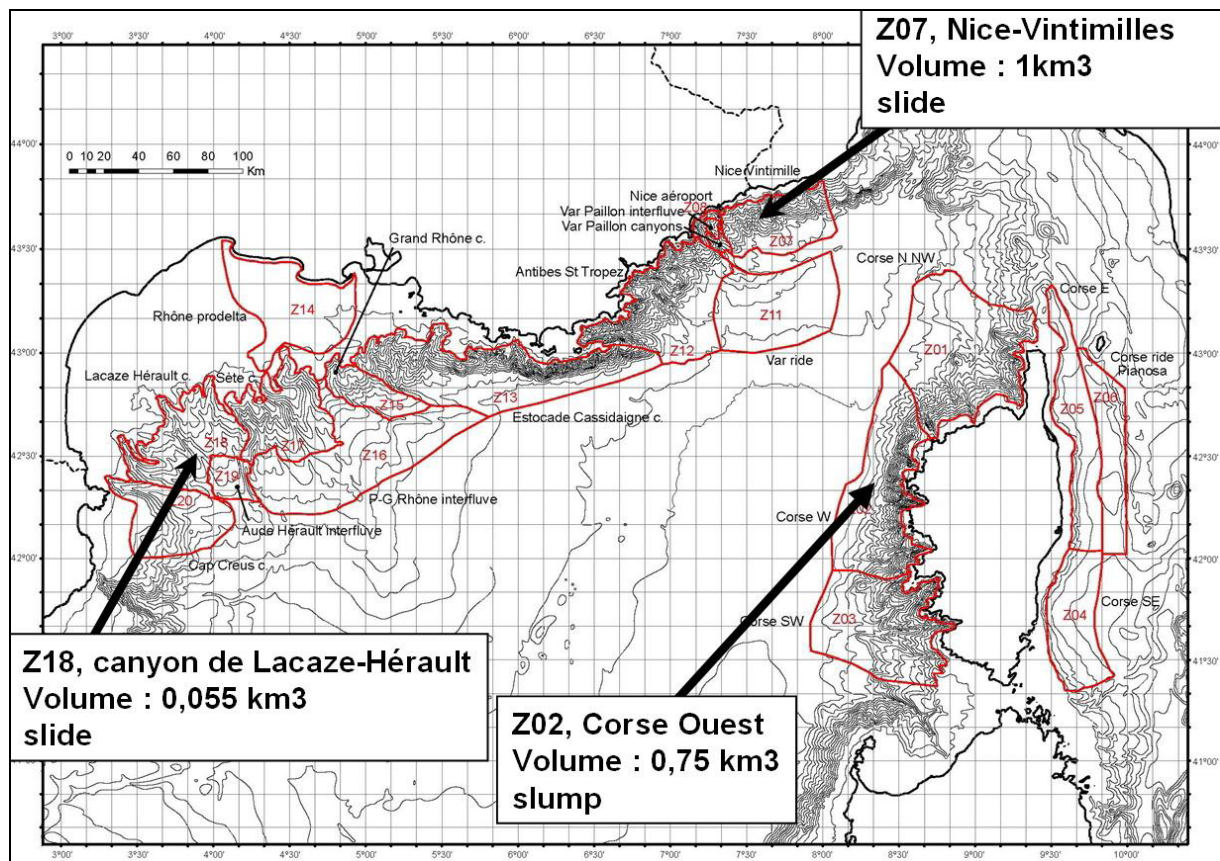 Z07, Nice-Vintimilles
Volume : 1km3
slide
3°00' 3°30' 4°00' 4°30' 5°00' 5°30' 6°00' 6°30' 7°00' 7°30' 8°00'
44°00' 44°00'
0 10 20 40 60 80 100
Km
Nice Vintimille
Nice aéroport
Z08
Var Paillon interfluve
Var Paillon canyons
Z07
Grand Rhône c.
43°30' 43°30'
Antibes St Tropez
Corse N NW
Corse E
Z14
Rhône prodelta
Z11
43°00' 43°00'
Z12
Var ride
Z01
Corse ride
Pianosa
Lacaze Hérault c.
Sète c.
Z15
Z13
Estocade Cassidaigne c.
Z05
Z06
Z18
Z17
Z16
42°30' 42°30'
Z19
P-G Rhône interfluve
Corse W
Z02
Aude Hérault interfluve
42°00' 42°00'
Cap Creus c.
Corse SW
Z03
Z04
Corse SE
41°30'
Z18, canyon de Lacaze-Hérault
Volume : 0,055 km3
slide
Z02, Corse Ouest
Volume : 0,75 km3
slump
41°00'
3°00' 3°30' 4°00' 4°30' 5°00' 5°30' 6°00' 6°30' 7°00' 7°30' 8°00' 8°30' 9°00' 9°30' 10°00'